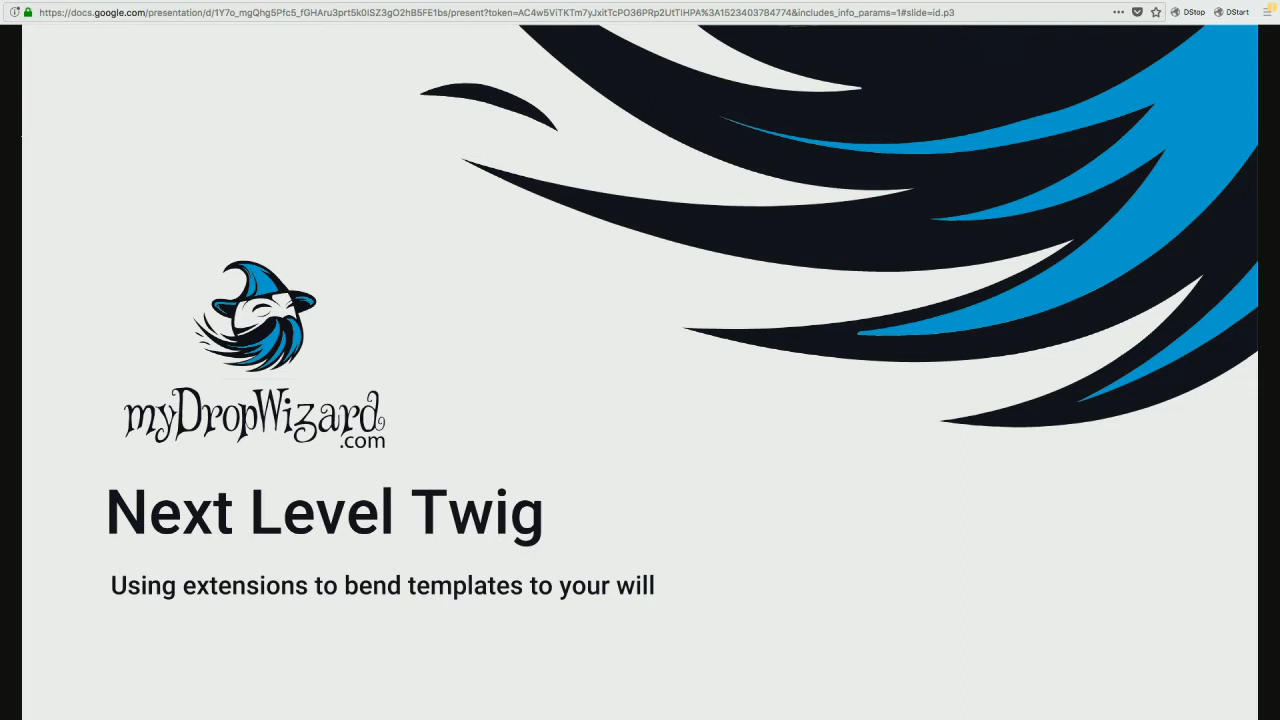 https://docs.google.com/presentation/d/1Y7o_mgQhg5Pfc5_fGHAru3prt5k0ISZ3gO2hB5FE1bs/present?token=AC4w5ViTKTm7yJxitTcPO36PRp2UtTIHPA%3A1523403784774&includes_info_params=1#slide=id.p3
DStop
DStart
myDropWizard
.com
Next Level Twig
Using extensions to bend templates to your will